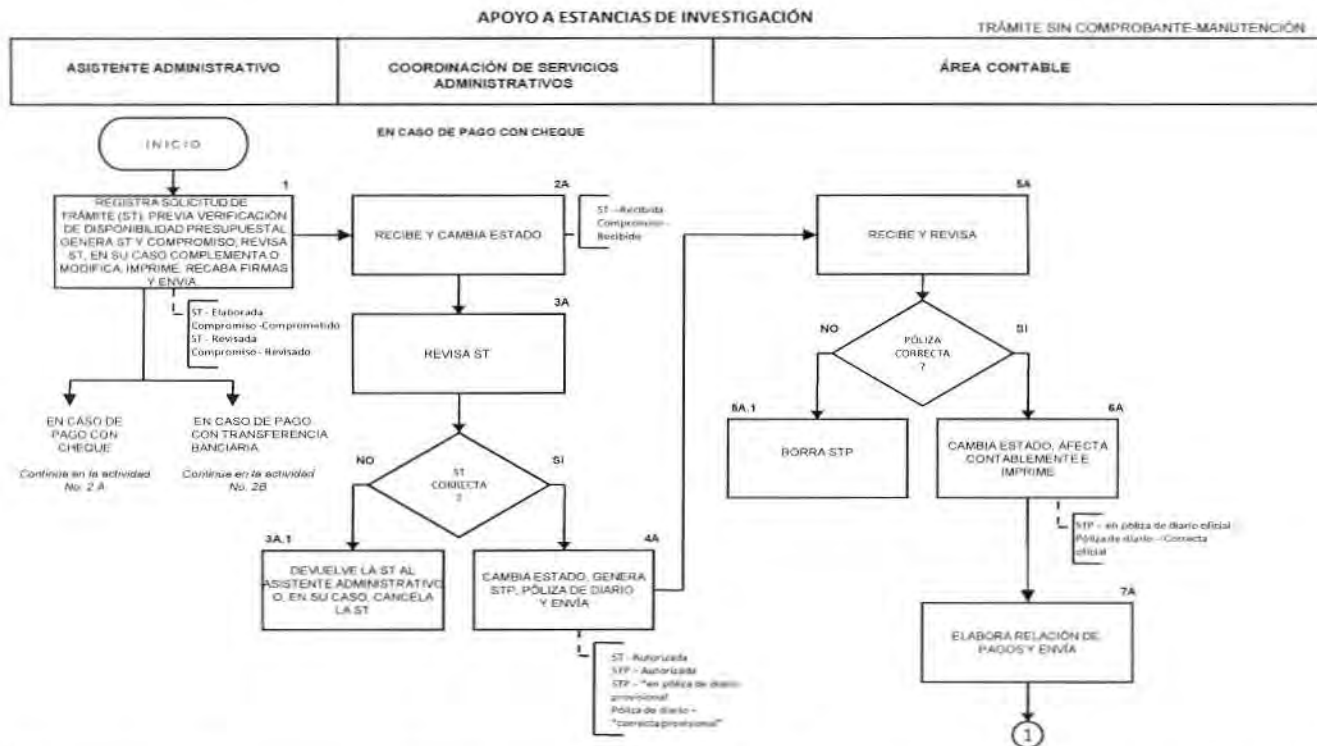 APOYO A ESTANCIAS DE INVESTIGACIÓN
TRÁMITE SIN COMPROBANTE-MANUTENCIÓN
ASISTENTE ADMINISTRATIVO
COORDINACIÓN DE SERVICIOS
ADMINISTRATIVOS
ÁREA CONTABLE
EN CASO DE PAGO CON CHEQUE
INICIO
1
REGISTRA SOLICITUD DE
TRÁMITE (ST), PREVIA VERIFICACIÓN
DE DISPONIBILIDAD PRESUPUESTAL
GENERA ST Y COMPROMISO, REVISA
ST, EN SU CASO COMPLEMENTA O
MODIFICA, IMPRIME, RECABA FIRMAS
Y ENVIA.
ST - Elaborada
Compromiso -Comprometido
ST - Revisada
Compromiso - Revisado
EN CASO DE
PAGO CON
CHEQUE
Continue en la actividad
No. 2 A
EN CASO DE PAGO
CON TRANSFERENCIA
BANCIARIA
Continue en la actividad
No. 2B
2A
RECIBE Y CAMBIA ESTADO
ST - Recibida
Compromiso -
Recibido
3A
REVISA ST
ST
CORRECTA
?
NO
SI
3A.1
DEVUELVE LA ST AL
ASISTENTE ADMINISTRATIVO
O, EN SU CASO, CANCELA
LA ST
4A
CAMBIA ESTADO, GENERA
STP, PÓLIZA DE DIARIO
Y ENVÍA
ST - Autorizada
STP - Autorizada
STP - "en póliza de diario
provisional
Póliza de diario -
"correcta provisional"
5A
RECIBE Y REVISA
PÓLIZA
CORRECTA
?
NO
SI
5A.1
BORRA STP
6A
CAMBIA ESTADO, AFECTA
CONTABLEMENTE E
IMPRIME
STP - en póliza de diario oficial
Póliza de diario - Correcta
oficial
7A
ELABORA RELACIÓN DE
PAGOS Y ENVÍA
1